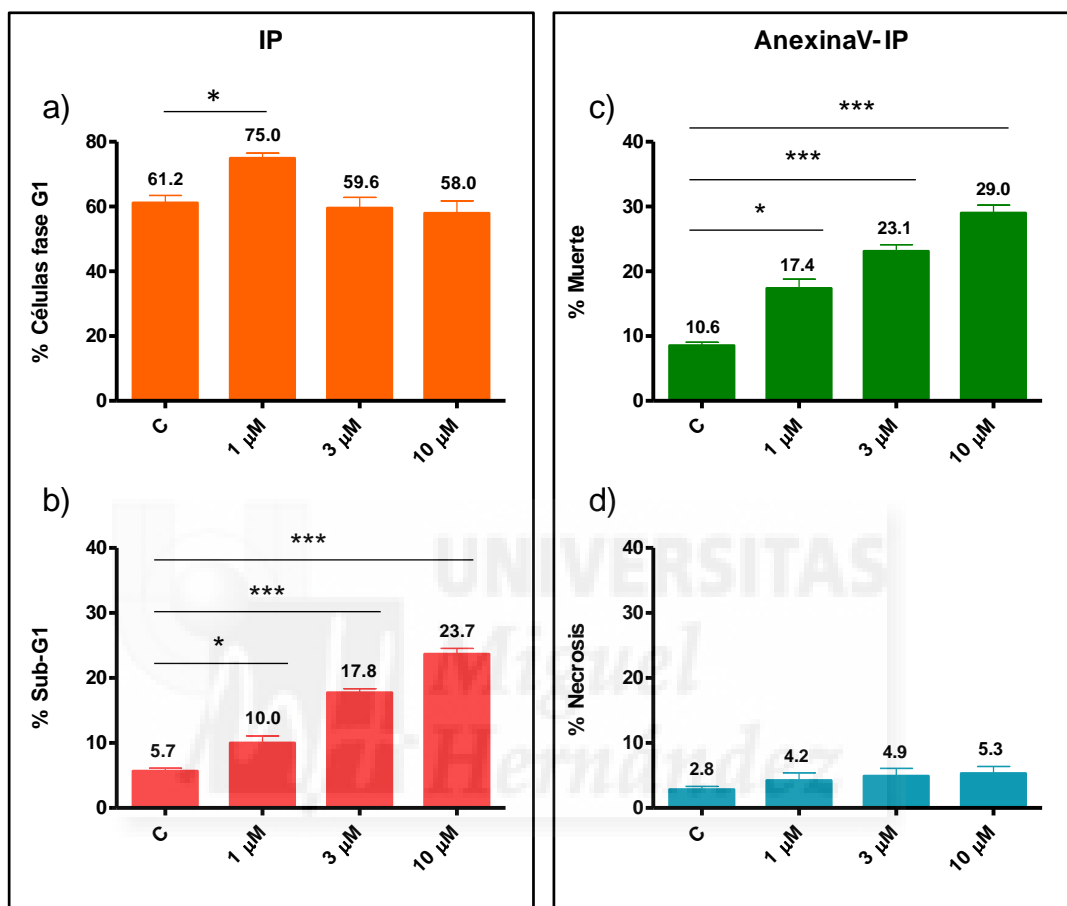 IP
a)
*
% Células fase G1
80
60
40
20
0
61.2
75.0
59.6
58.0
C
1 µM
3 µM
10 µM
b)
***
***
*
% Sub-G1
40
30
20
10
0
5.7
10.0
17.8
23.7
C
1 µM
3 µM
10 µM
AnexinaV-IP
c)
***
***
*
% Muerte
40
30
20
10
0
10.6
17.4
23.1
29.0
C
1 µM
3 µM
10 µM
d)
% Necrosis
40
30
20
10
0
2.8
4.2
4.9
5.3
C
1 µM
3 µM
10 µM
UNIVERSITAS
Miguel
Hernández